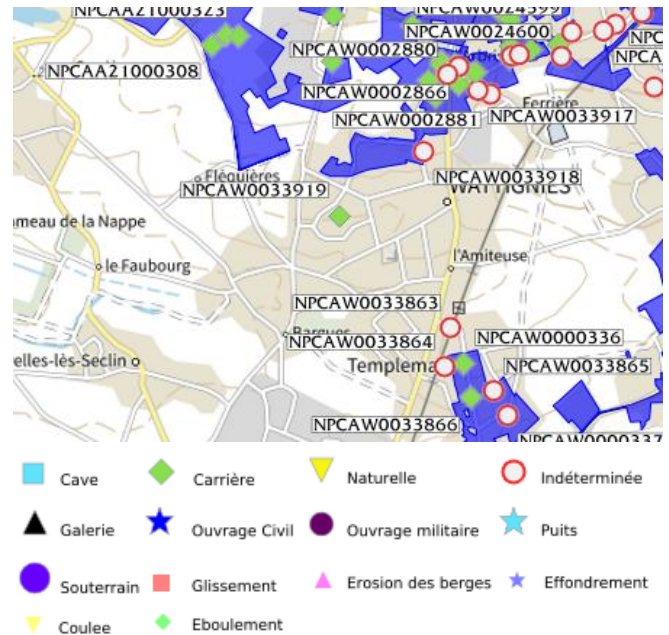 NPCAA21000323
NPCAW0024599
NPCAW0024600
NPCAW0002880
NPCAA21000308
NPCAW0002866
Ferrière
NPCAW0002881
NPCAW0033917
Fléquières
NPCAW0033918
NPCAW0033919
WATTIGNIES
ameau de la Nappe
l'Amiteuse
le Faubourg
NPCAW0033863
NPCAW0033864
NPCAW0000336
Templema
NPCAW0033865
elles-lès-Seclin
NPCAW0033866
NPCAW0000337
Cave
Carrière
Naturelle
Indéterminée
Galerie
Ouvrage Civil
Ouvrage militaire
Puits
Souterrain
Glissement
Erosion des berges
Effondrement
Coulee
Eboulement